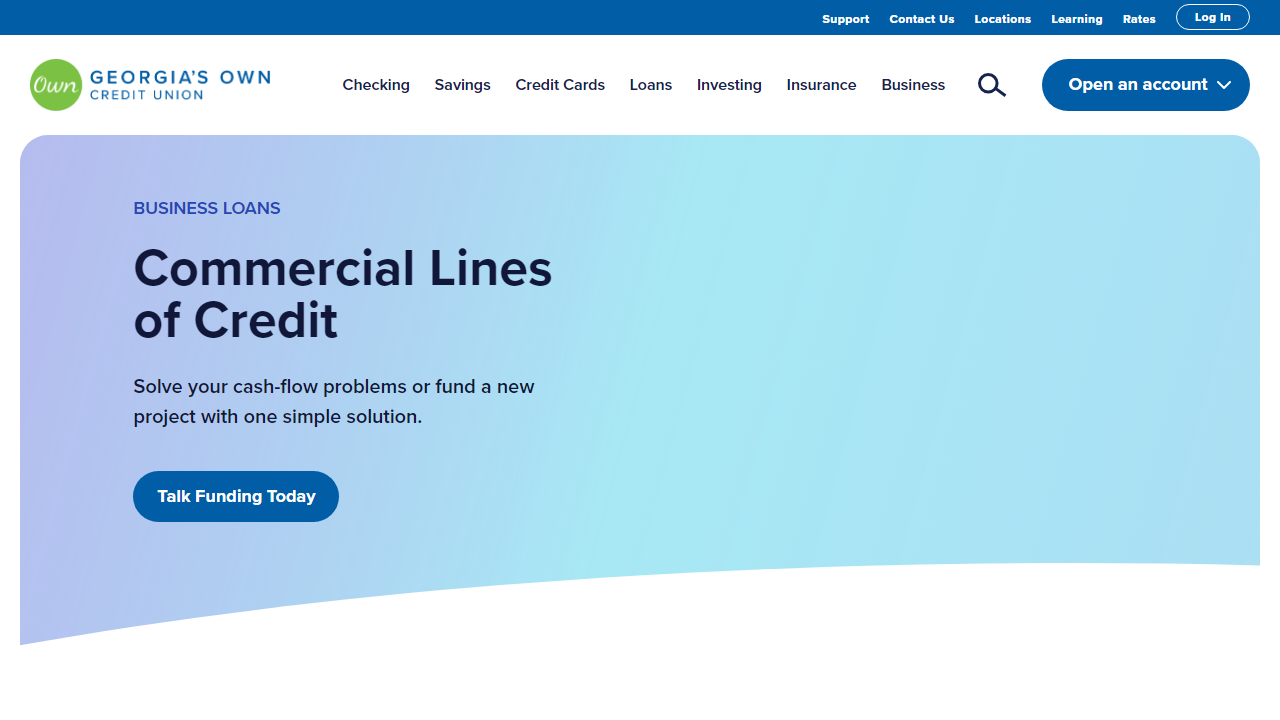 Support Contact Us Locations Learning Rates Log In
Own GEORGIA'S OWN
CREDIT UNION
Checking Savings Credit Cards Loans Investing Insurance Business Open an account
BUSINESS LOANS
Commercial Lines
of Credit
Solve your cash-flow problems or fund a new
project with one simple solution.
Talk Funding Today